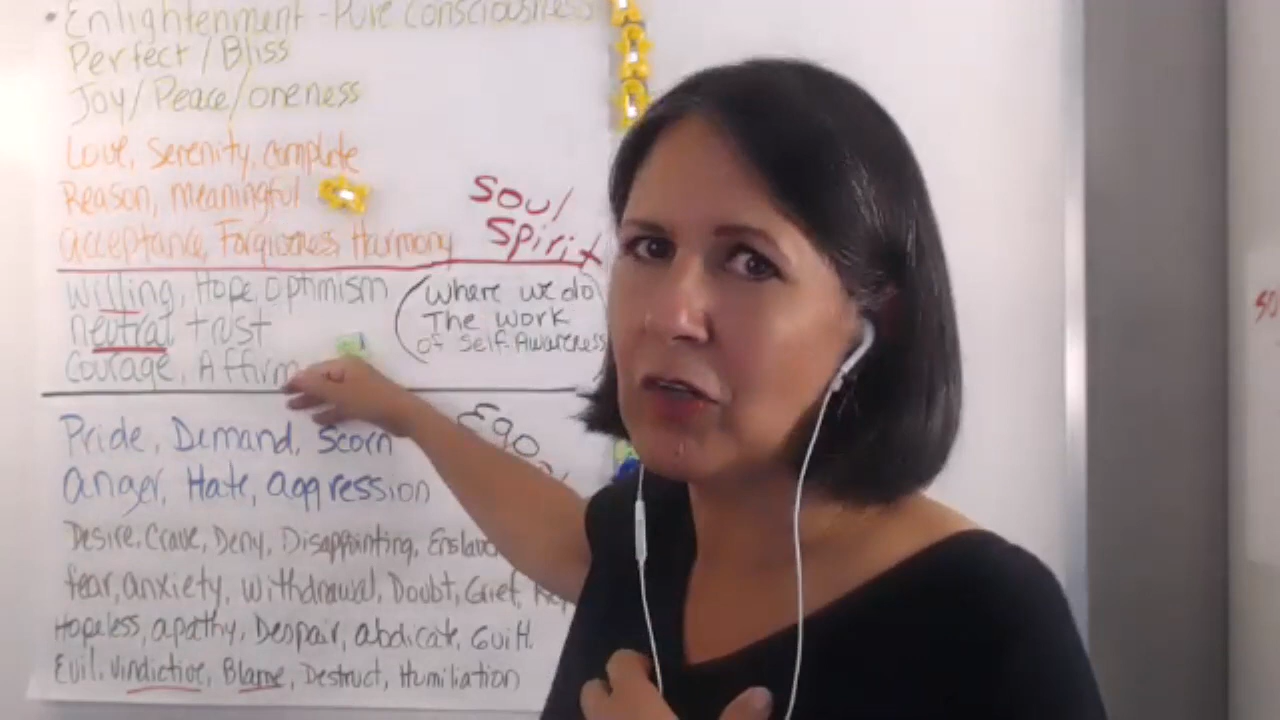 • Enlightenment - Pure Consciousness
Perfect / Bliss
Joy / Peace / oneness
Love, Serenity, complete
Reason, meaningful
acceptance, Forgivness Harmony
Soul
Spirit
Willing, Hope, Optimism
neutral trust
Courage, Affirm
(Where we do)
The work
of Self-Awareness
Ego
Pride, Demand, Scorn
anger, Hate, aggression
Desire, Crave, Deny, Disappointing,
fear, anxiety, withdrawal, Doubt, Grief,
Hopeless, apathy, Despair, abdicate, Guilt.
Evil, Vindictive, Blame, Destruct, Humiliation